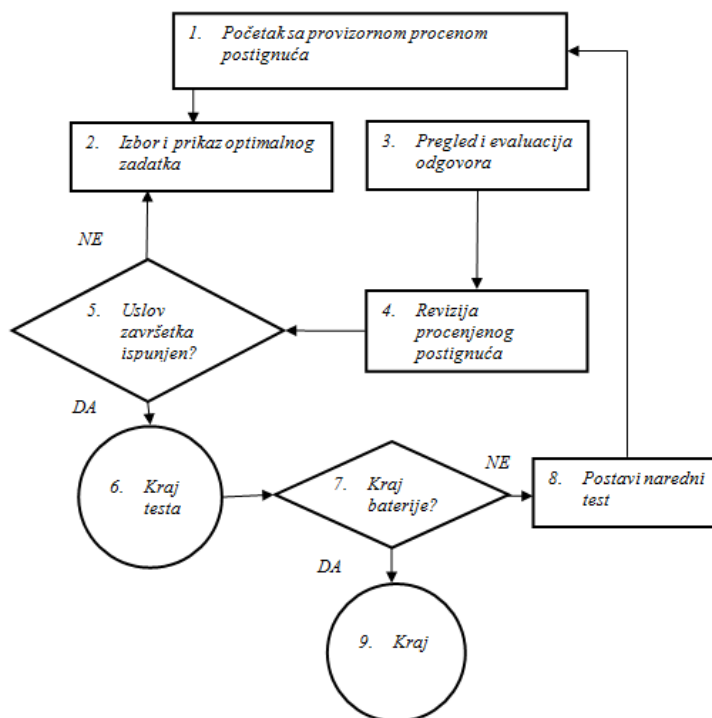 1. Početak sa provizornom procenom
postignuća
2. Izbor i prikaz optimalnog
zadatka
3. Pregled i evaluacija
odgovora
NE
5. Uslov
završetka
ispunjen?
4. Revizija
procenjenog
postignuća
DA
6. Kraj
testa
7. Kraj
baterije?
NE
8. Postavi naredni
test
DA
9. Kraj